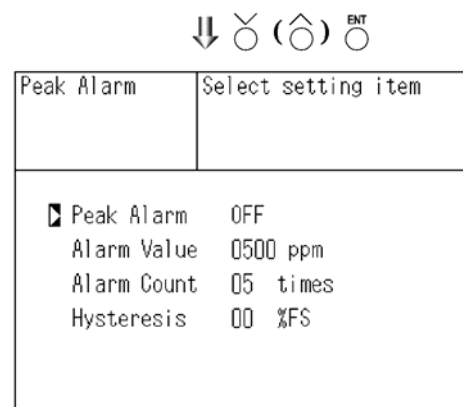 ENT
Peak Alarm
Select setting item
Peak Alarm OFF
Alarm Value 0500 ppm
Alarm Count 05 times
Hysteresis 00 %FS